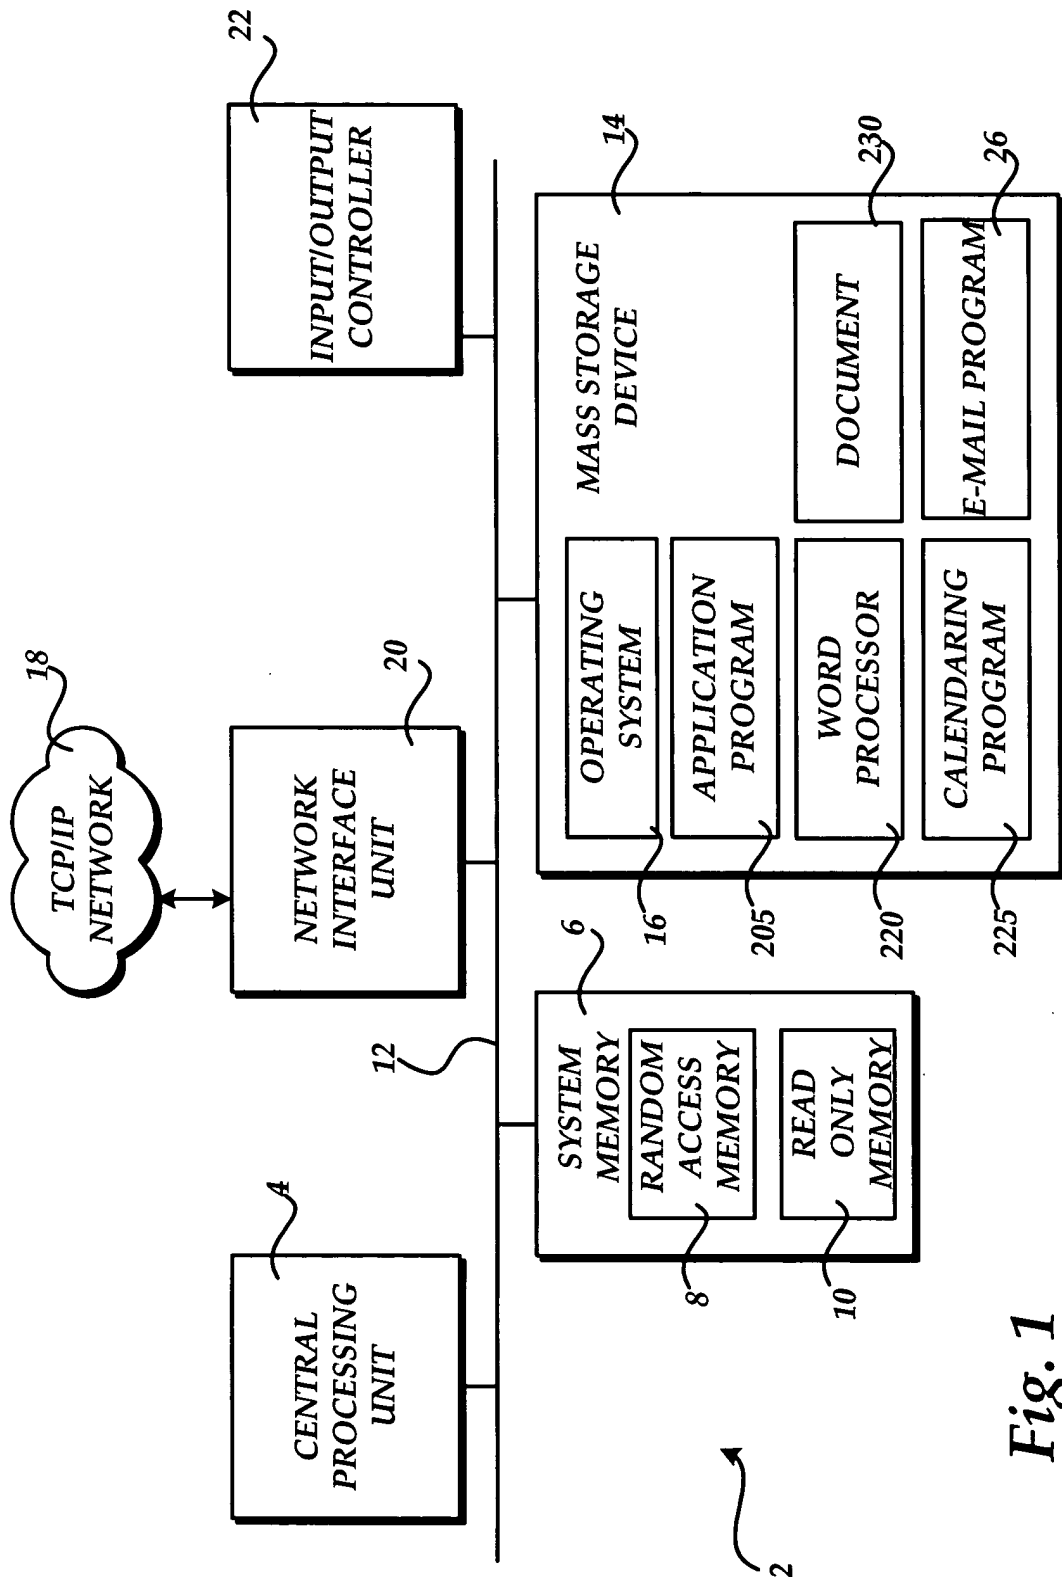 TCP/IP
NETWORK
18
CENTRAL
PROCESSING
UNIT
4
NETWORK
INTERFACE
UNIT
20
INPUT/OUTPUT
CONTROLLER
22
12
SYSTEM
MEMORY
6
RANDOM
ACCESS
MEMORY
8
READ
ONLY
MEMORY
10
MASS STORAGE
DEVICE
14
OPERATING
SYSTEM
16
APPLICATION
PROGRAM
205
WORD
PROCESSOR
220
DOCUMENT
230
CALENDARING
PROGRAM
225
E-MAIL PROGRAM
26
2
Fig. 1